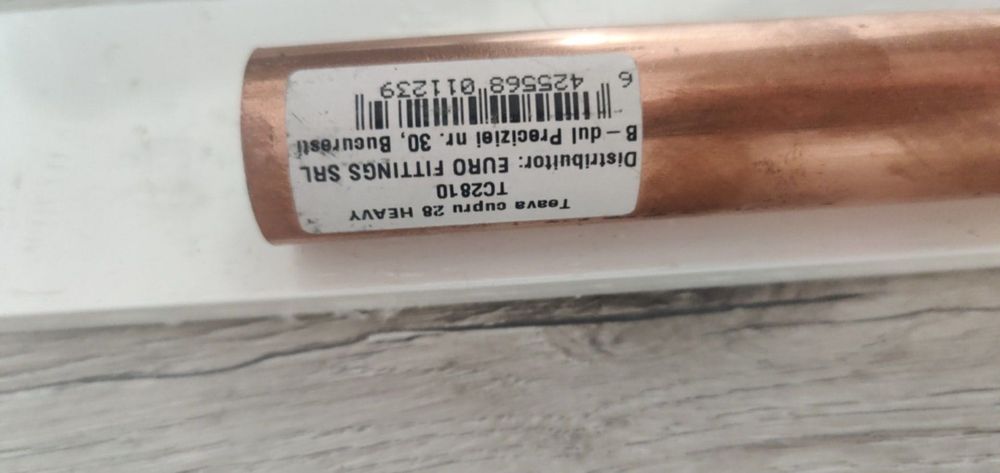 Teava cupru 28 HEAVY
TC2810
Distribuitor: EURO FITTINGS SRL
B-dul Preciziei nr. 30, Bucuresti
6 425568 011239